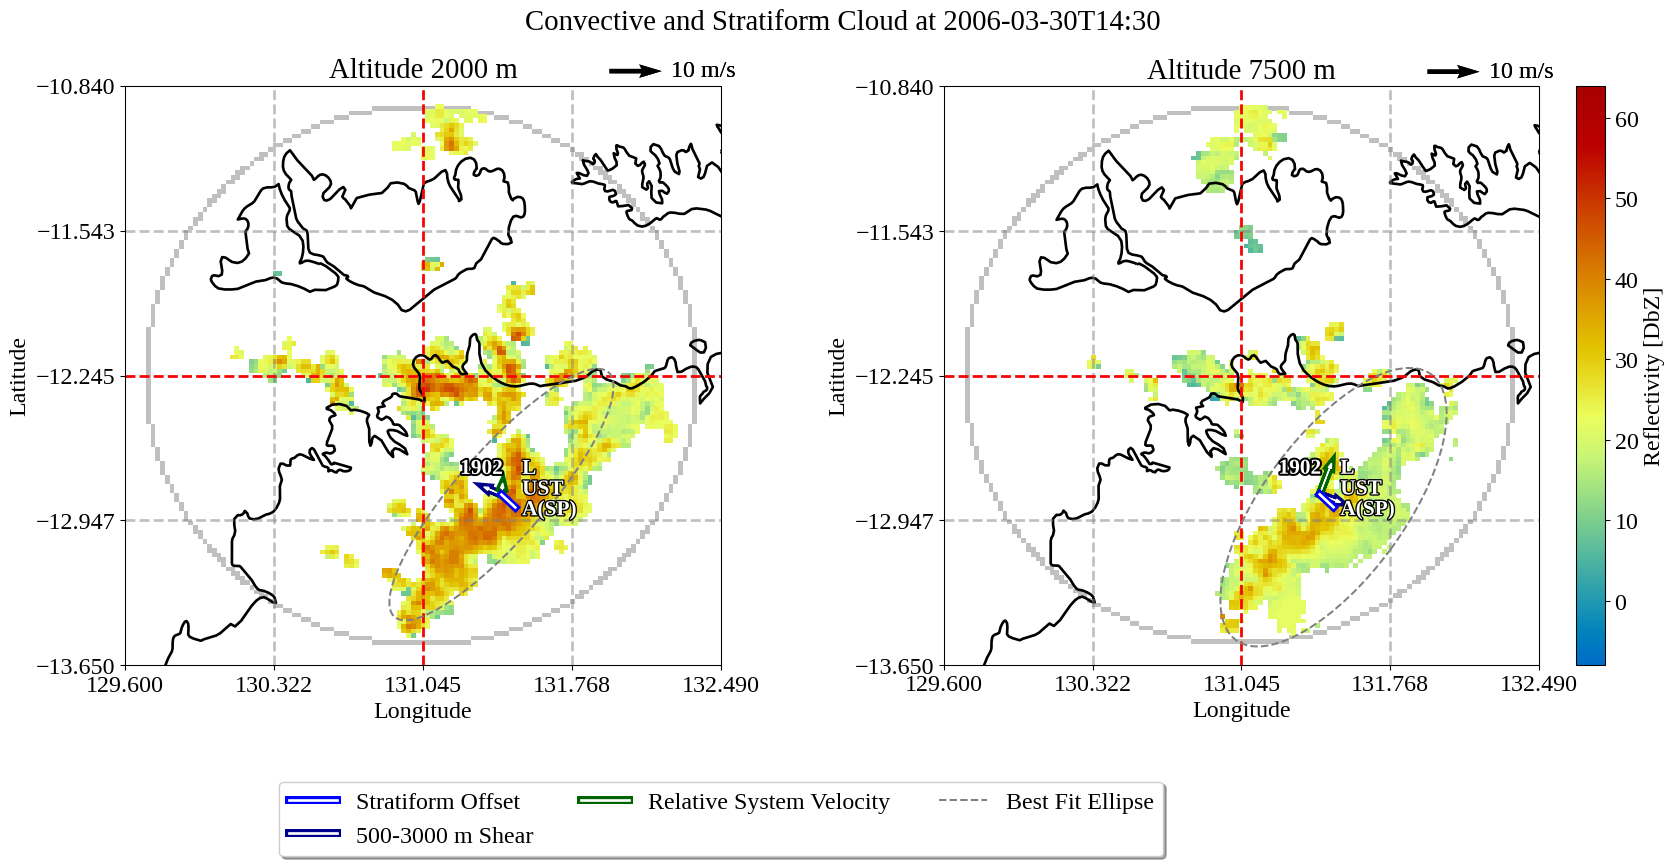 Convective and Stratiform Cloud at 2006-03-30T14:30
Altitude 2000 m
10 m/s
−10.840
−11.543
−12.245
−12.947
−13.650
129.600
130.322
131.045
131.768
132.490
Latitude
Longitude
1902
L
UST
A(SP)
Altitude 7500 m
10 m/s
−10.840
−11.543
−12.245
−12.947
−13.650
129.600
130.322
131.045
131.768
132.490
Latitude
Longitude
1902
L
UST
A(SP)
60
50
40
30
20
10
0
Reflectivity [DbZ]
Stratiform Offset
Relative System Velocity
Best Fit Ellipse
500-3000 m Shear